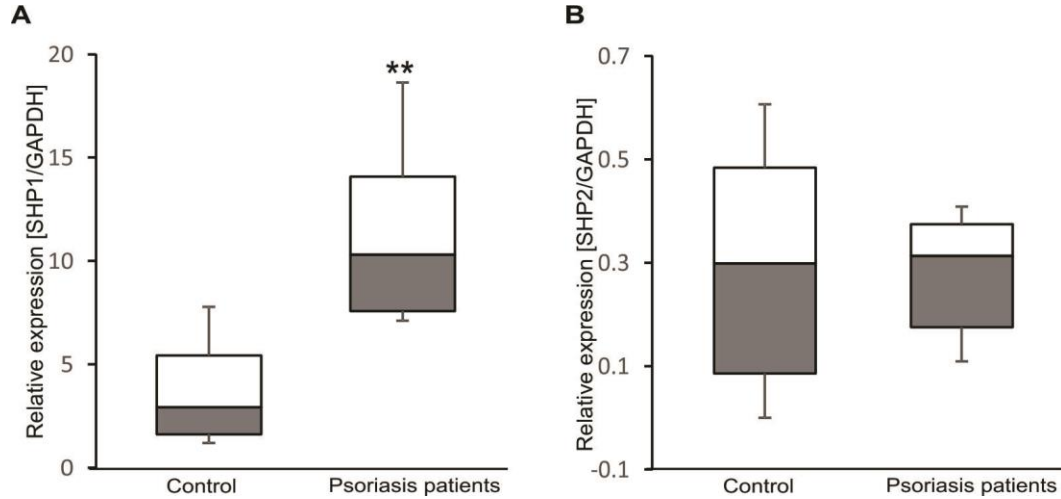 A
Relative expression [SHP1/GAPDH]
20
15
10
5
0
**
Control
Psoriasis patients
B
Relative expression [SHP2/GAPDH]
0.7
0.5
0.3
0.1
-0.1
Control
Psoriasis patients